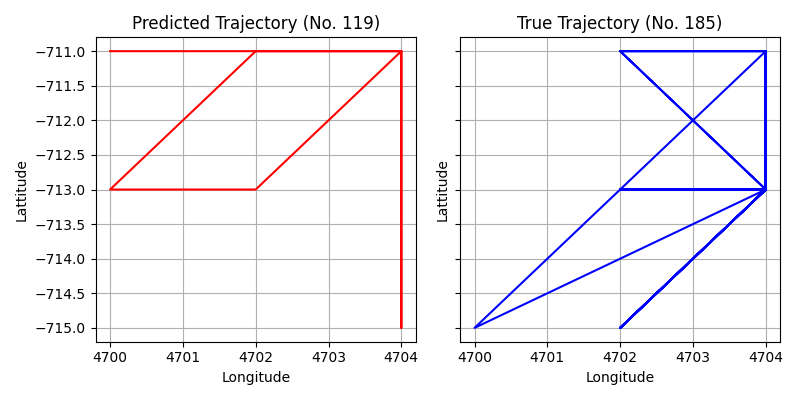 Predicted Trajectory (No. 119)
True Trajectory (No. 185)
−711.0
−711.5
−712.0
−712.5
−713.0
−713.5
−714.0
−714.5
−715.0
Lattitude
Lattitude
4700 4701 4702 4703 4704
4700 4701 4702 4703 4704
Longitude
Longitude